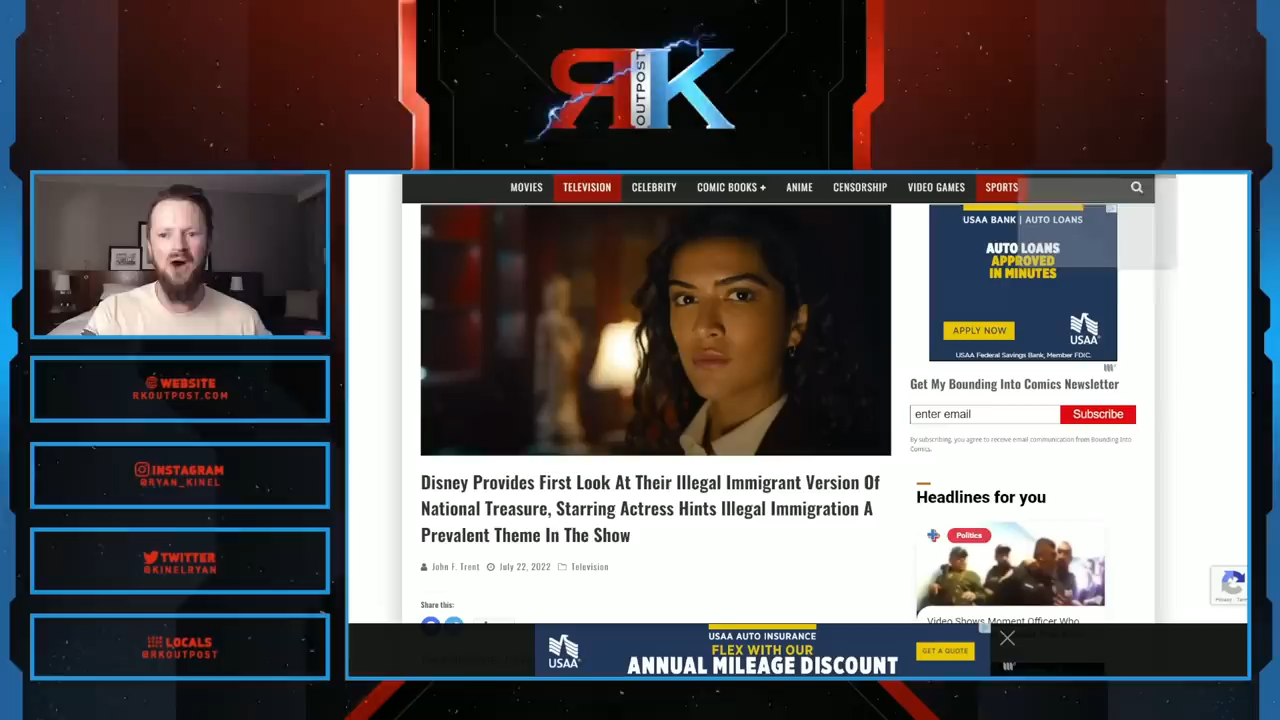 RK
OUTPOST
WEBSITE
RKOUTPOST.COM
INSTAGRAM
@RYAN_KINEL
TWITTER
@KINELRYAN
LOCALS
@RKOUTPOST
MOVIES TELEVISION CELEBRITY COMIC BOOKS + ANIME CENSORSHIP VIDEO GAMES SPORTS
Disney Provides First Look At Their Illegal Immigrant Version Of
National Treasure, Starring Actress Hints Illegal Immigration A
Prevalent Theme In The Show
John F. Trent July 22, 2022 Television
Share this:
USAA BANK | AUTO LOANS
AUTO LOANS
APPROVED
IN MINUTES
APPLY NOW
USAA
USAA Federal Savings Bank, Member FDIC.
Get My Bounding Into Comics Newsletter
enter email Subscribe
By subscribing, you agree to receive email communication from Bounding Into
Comics.
Headlines for you
Politics
Video Shows Moment Officer Who
USAA
USAA AUTO INSURANCE
FLEX WITH OUR
ANNUAL MILEAGE DISCOUNT
GET A QUOTE